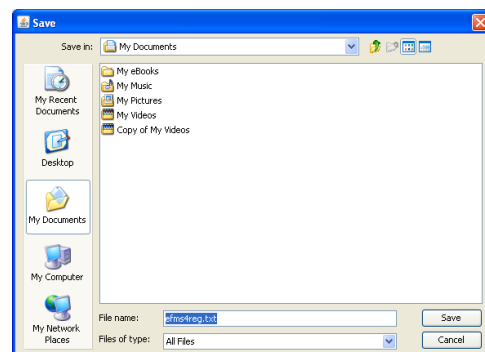 Save
Save in: My Documents
My Recent
Documents
Desktop
My Documents
My Computer
My Network
Places
My eBooks
My Music
My Pictures
My Videos
Copy of My Videos
File name: efms4reg.txt Save
Files of type: All Files Cancel